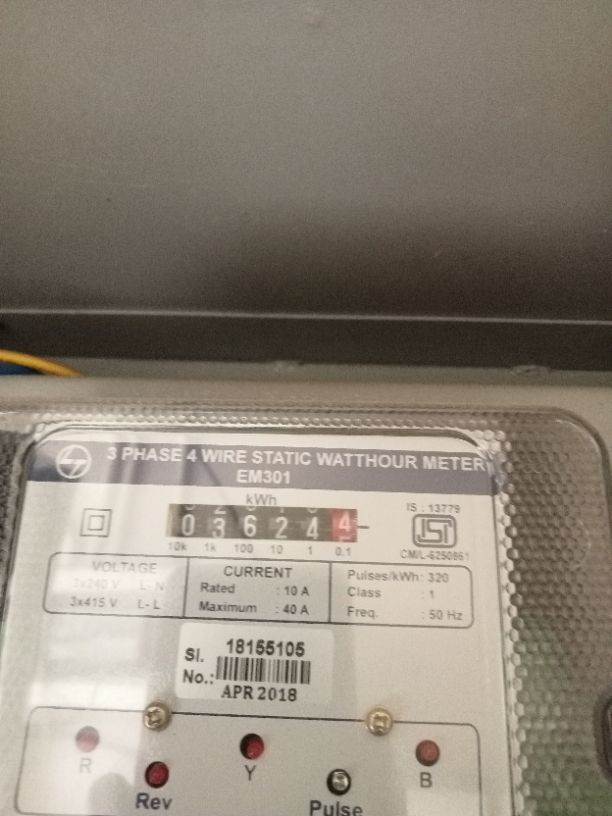 3 PHASE 4 WIRE STATIC WATTHOUR METER
EM301
kWh
0 3 6 2 4 4
10k 1k 100 10 1 0.1
IS : 13779
ISI
CM/L-6250861
VOLTAGE
3x240 V L- N
3x415 V L- L
CURRENT
Rated : 10 A
Maximum : 40 A
Pulses/kWh : 320
Class : 1
Freq. : 50 Hz
Sl. No.: 18155105
APR 2018
R Y B
Rev Pulse